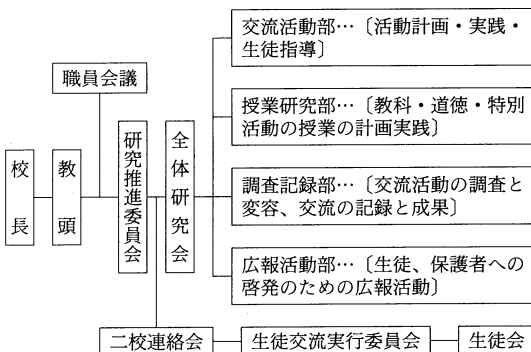 交流活動部…〔活動計画・実践・
生徒指導〕
職員会議
授業研究部…〔教科・道徳・特別
活動の授業の計画実践〕
校長
教頭
研究推進委員会
全体研究会
調査記録部…〔交流活動の調査と
変容、交流の記録と成果〕
広報活動部…〔生徒、保護者への
啓発のための広報活動〕
二校連絡会
生徒交流実行委員会
生徒会